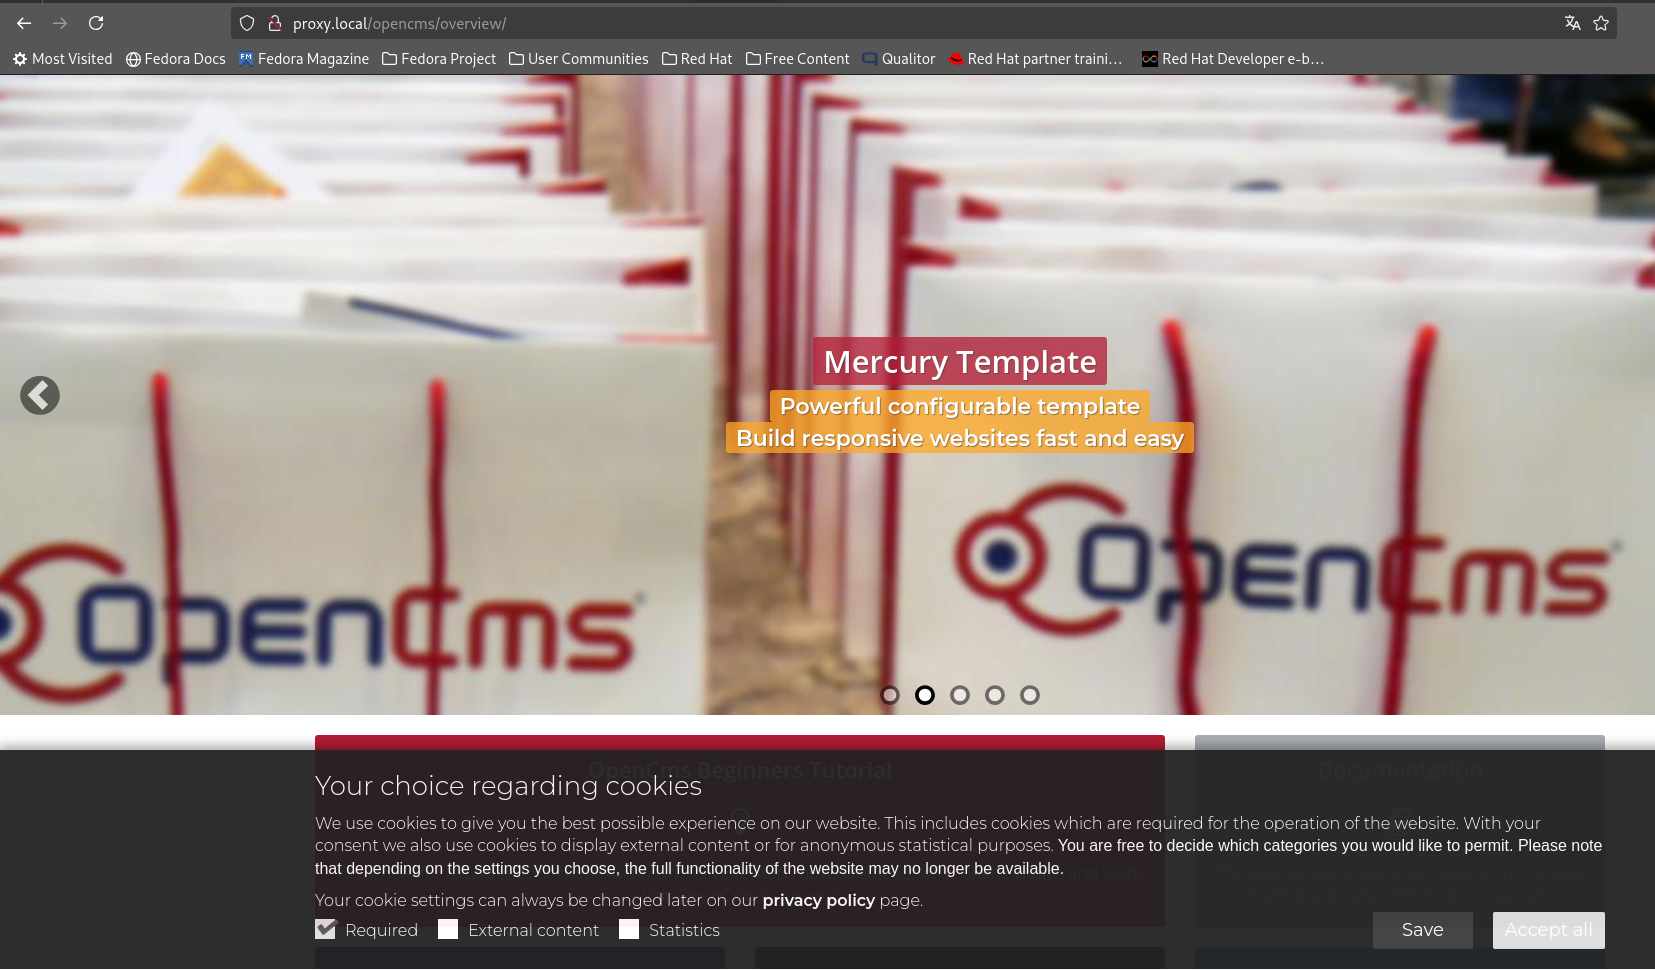 proxy.local/opencms/overview/
Most Visited Fedora Docs Fedora Magazine Fedora Project User Communities Red Hat Free Content Qualitor Red Hat partner traini… Red Hat Developer e-b…
Mercury Template
Powerful configurable template
Build responsive websites fast and easy
OpenCms OpenCms
OpenCms Beginners Tutorial Documentation
Your choice regarding cookies
We use cookies to give you the best possible experience on our website. This includes cookies which are required for the operation of the website. With your
consent we also use cookies to display external content or for anonymous statistical purposes. You are free to decide which categories you would like to permit. Please note
that depending on the settings you choose, the full functionality of the website may no longer be available.
Your cookie settings can always be changed later on our privacy policy page.
Required External content Statistics Save Accept all